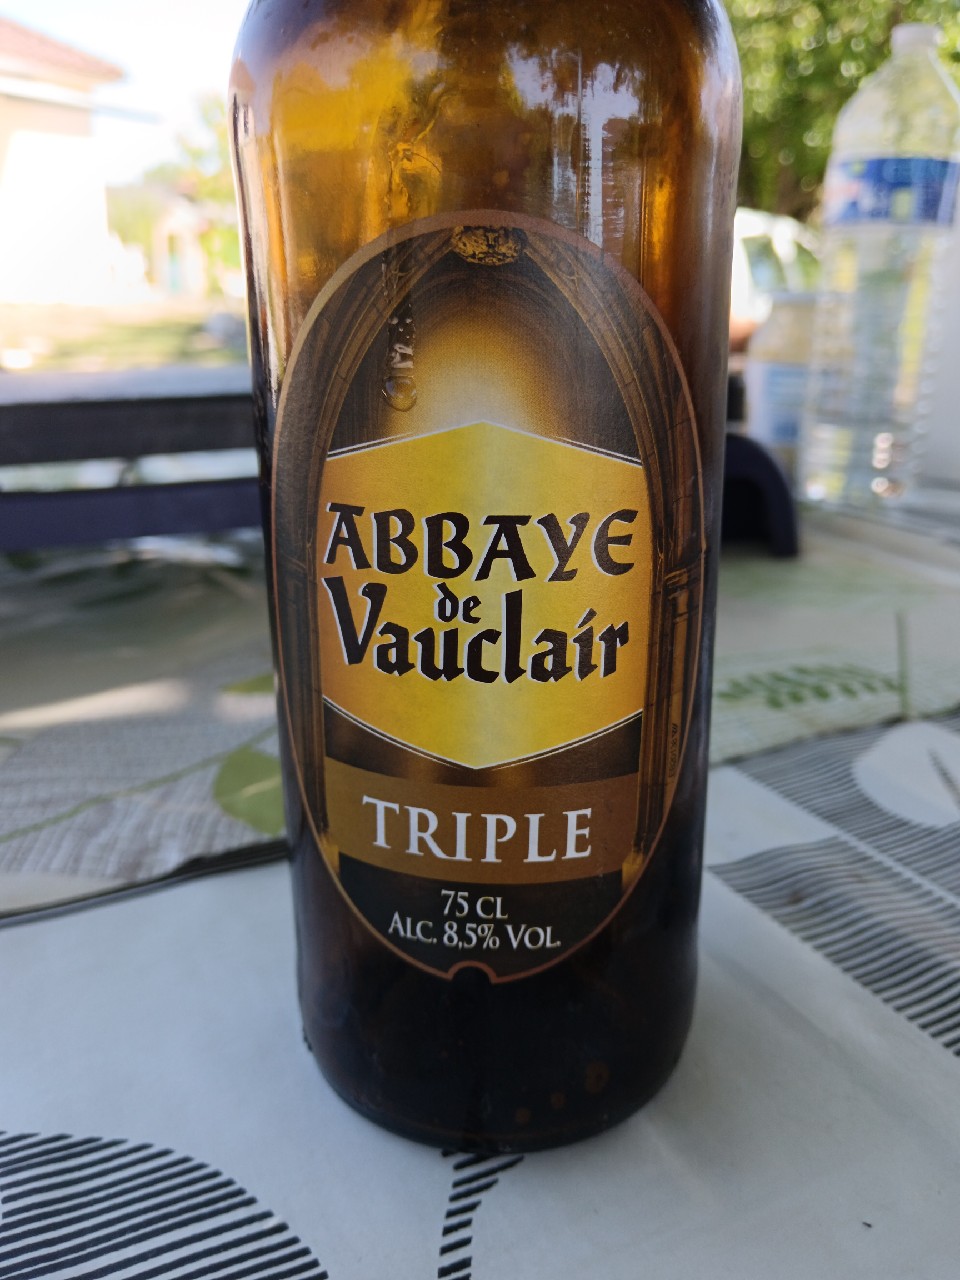 ABBAYE
de
Vauclair
TRIPLE
75 CL
ALC. 8,5% VOL.